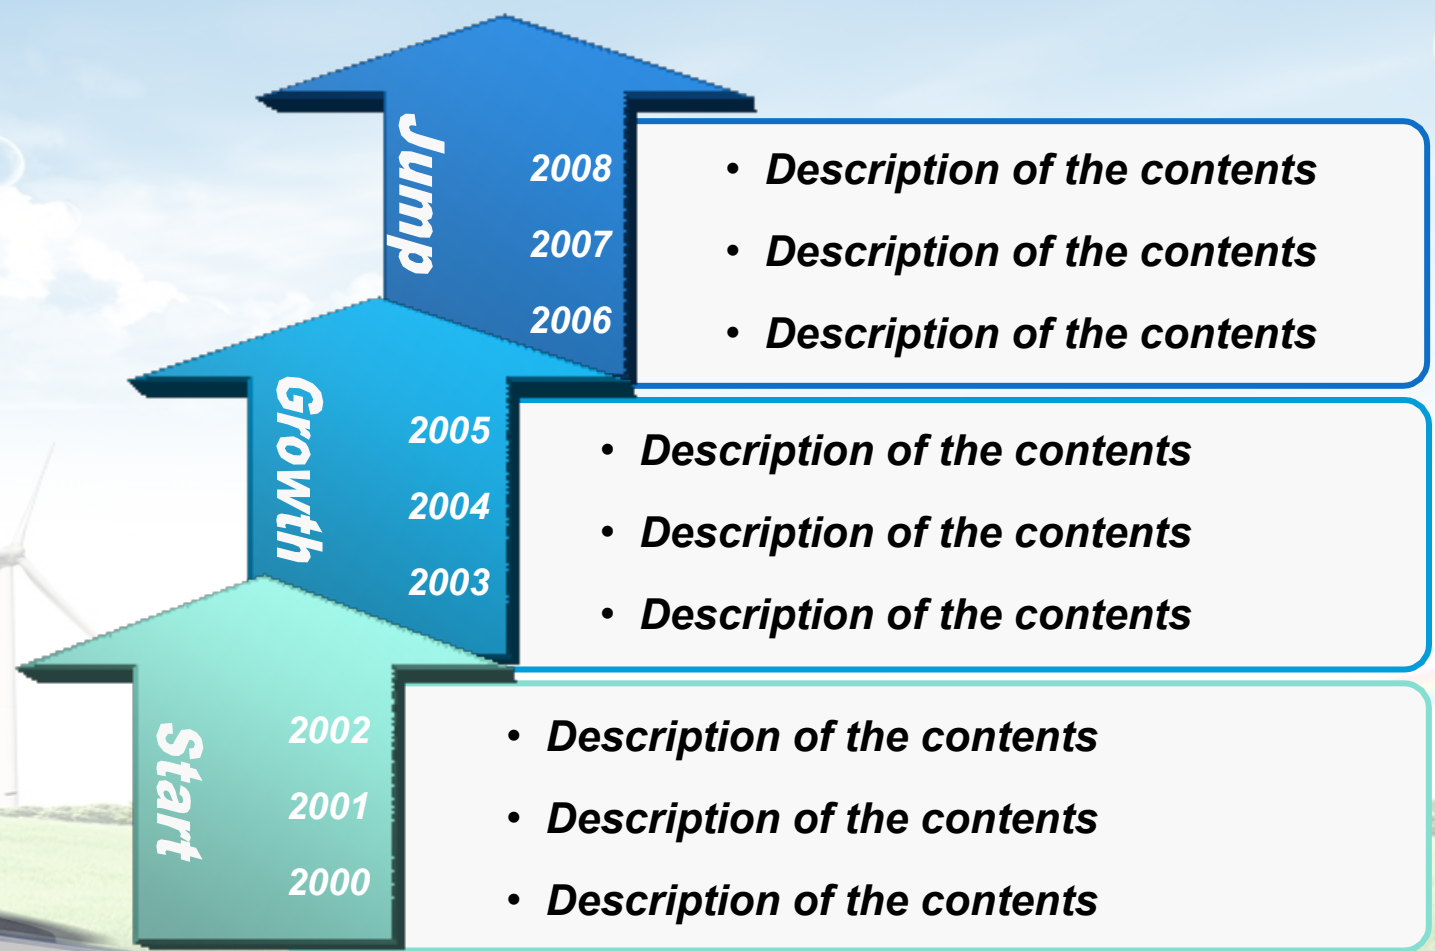 Jump
2008
• Description of the contents
2007
• Description of the contents
2006
• Description of the contents
Growth
2005
• Description of the contents
2004
• Description of the contents
2003
• Description of the contents
Start
2002
• Description of the contents
2001
• Description of the contents
2000
• Description of the contents